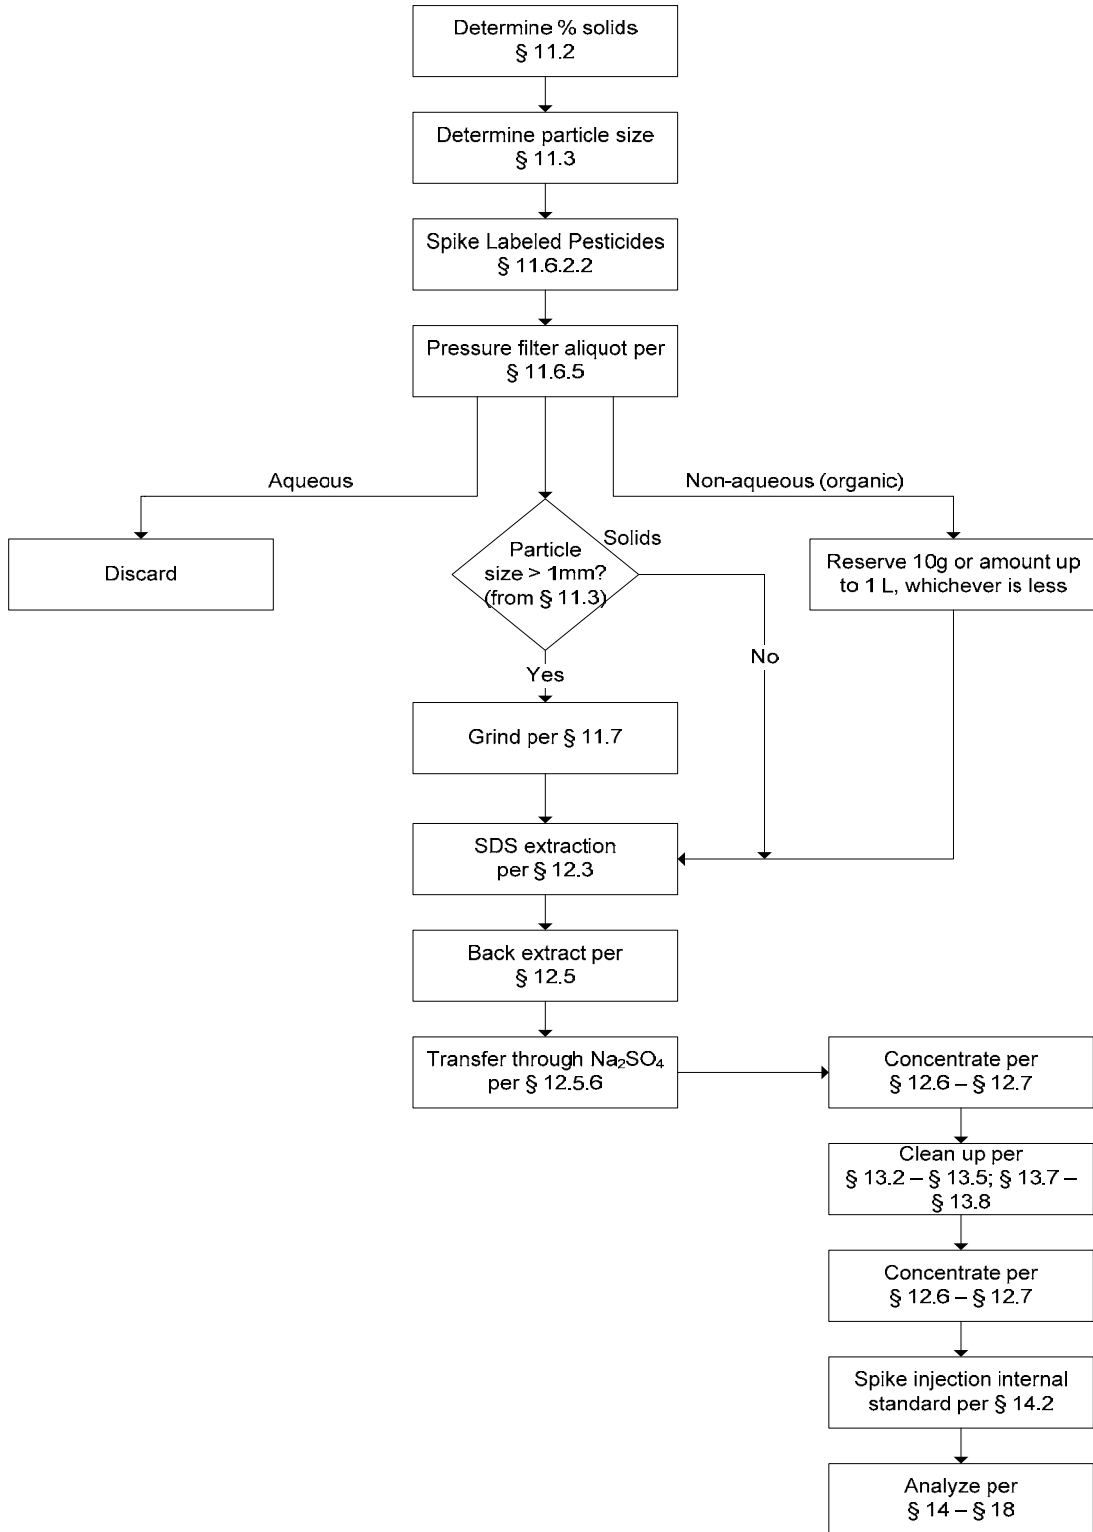 Determine % solids
§ 11.2
Determine particle size
§ 11.3
Spike Labeled Pesticides
§ 11.6.2.2
Pressure filter aliquot per
§ 11.6.5
Aqueous
Non-aqueous (organic)
Solids
Discard
Particle
size > 1mm?
(from § 11.3)
Reserve 10g or amount up
to 1 L, whichever is less
No
Yes
Grind per § 11.7
SDS extraction
per § 12.3
Back extract per
§ 12.5
Transfer through Na₂SO₄
per § 12.5.6
Concentrate per
§ 12.6 – § 12.7
Clean up per
§ 13.2 – § 13.5; § 13.7 –
§ 13.8
Concentrate per
§ 12.6 – § 12.7
Spike injection internal
standard per § 14.2
Analyze per
§ 14 – § 18